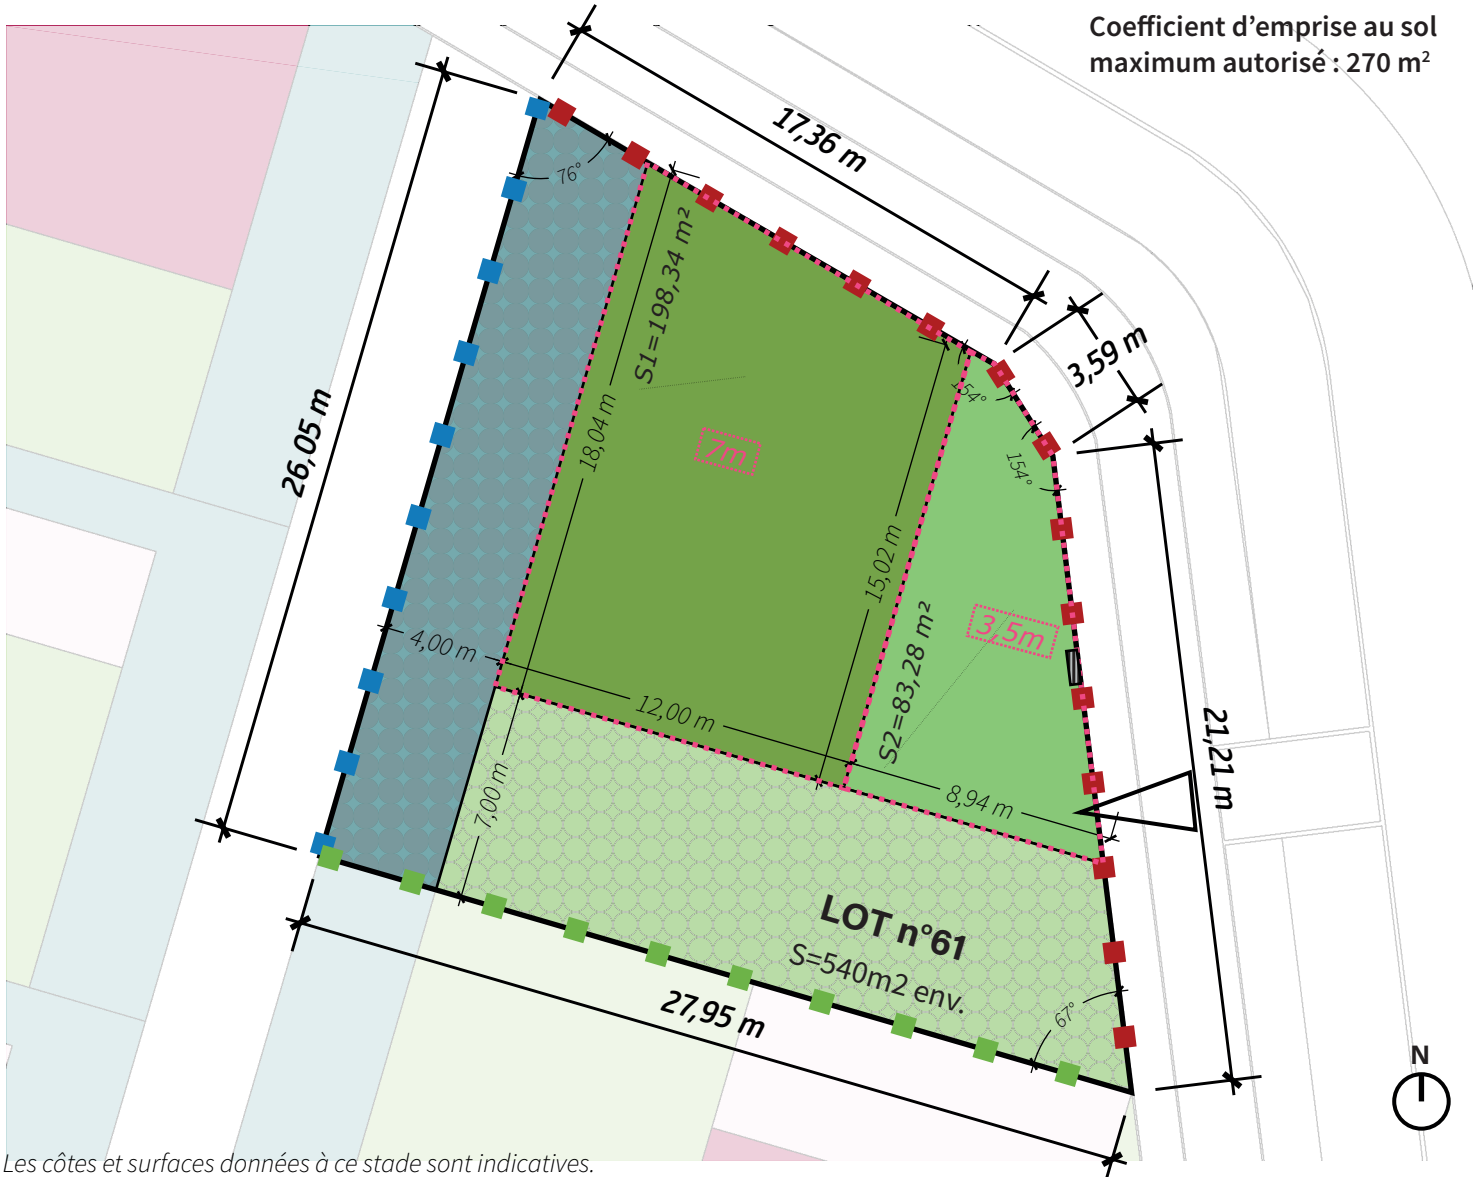 Coefficient d’emprise au sol
maximum autorisé : 270 m²
17,36 m
76°
3,59 m
S1=198,34 m²
154°
26,05 m
18,04 m
7m
154°
15,02 m
3,5m
4,00 m
S2=83,28 m²
12,00 m
21,21 m
7,00 m
8,94 m
LOT n°61
S=540m2 env.
67°
27,95 m
N
Les côtes et surfaces données à ce stade sont indicatives.